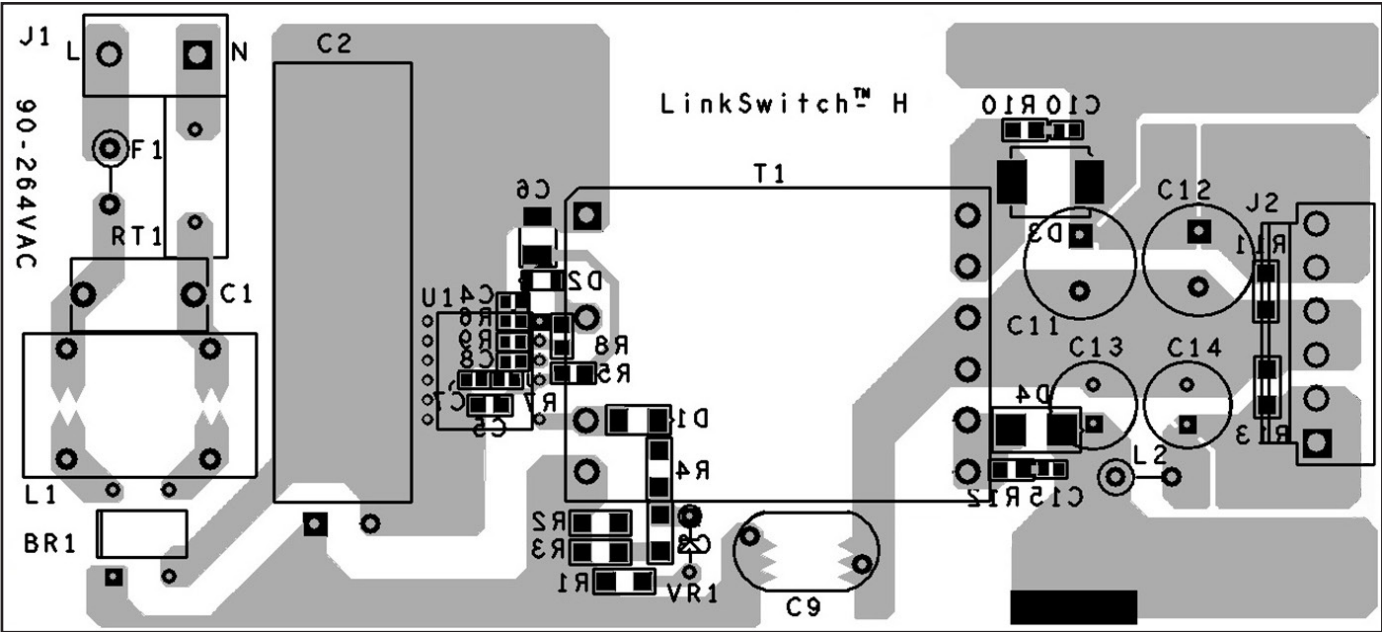 J1
L
N
C2
LinkSwitch™- H
R10
C10
90-264VAC
F1
T1
C6
C12
J2
RT1
D3
R11
C1
D2
U1
C4
R6
R9
C8
R8
R5
C11
C13
C14
C7
R7
C5
D1
D4
R13
R4
L2
L1
R12
C15
BR1
R2
R3
C3
R1
VR1
C9